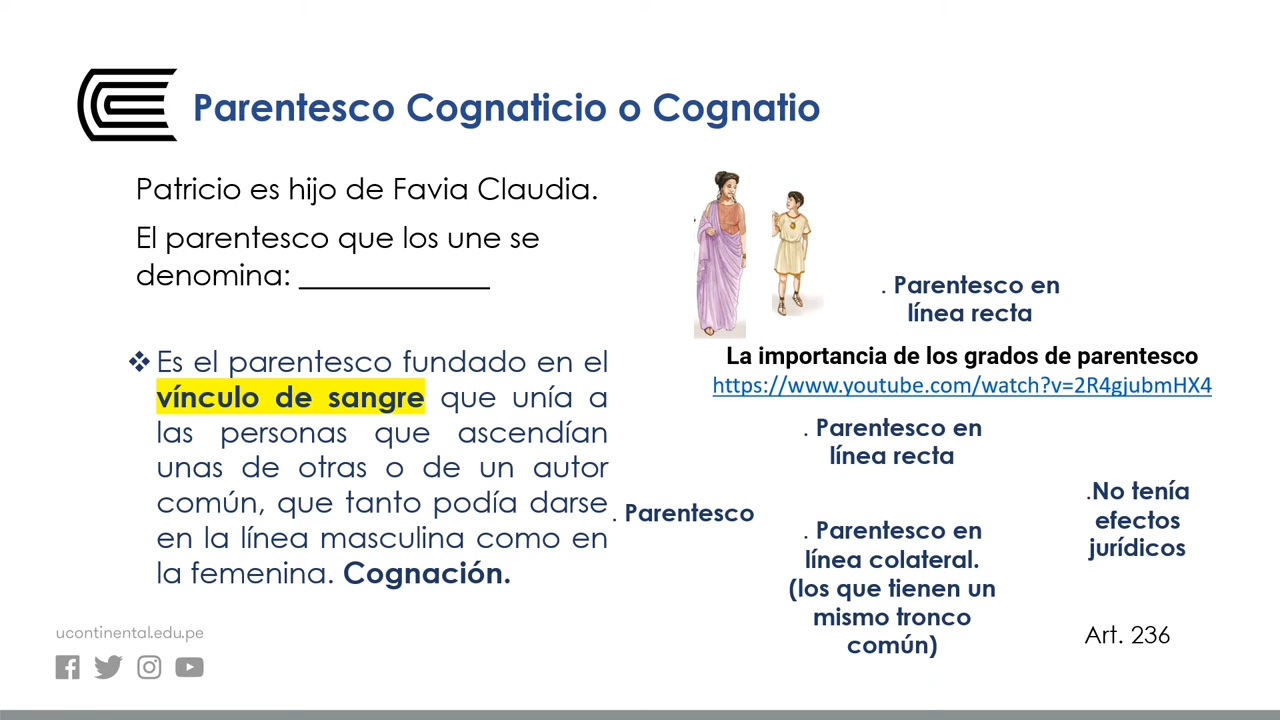 Parentesco Cognaticio o Cognatio
Patricio es hijo de Favia Claudia.
El parentesco que los une se
denomina: _____________
❖ Es el parentesco fundado en el
vínculo de sangre que unía a
las personas que ascendían
unas de otras o de un autor
común, que tanto podía darse
en la línea masculina como en
la femenina. Cognación.
. Parentesco en
línea recta
La importancia de los grados de parentesco
https://www.youtube.com/watch?v=2R4gjubmHX4
. Parentesco en
línea recta
. Parentesco
. Parentesco en
línea colateral.
(los que tienen un
mismo tronco
común)
.No tenía
efectos
jurídicos
Art. 236
ucontinental.edu.pe